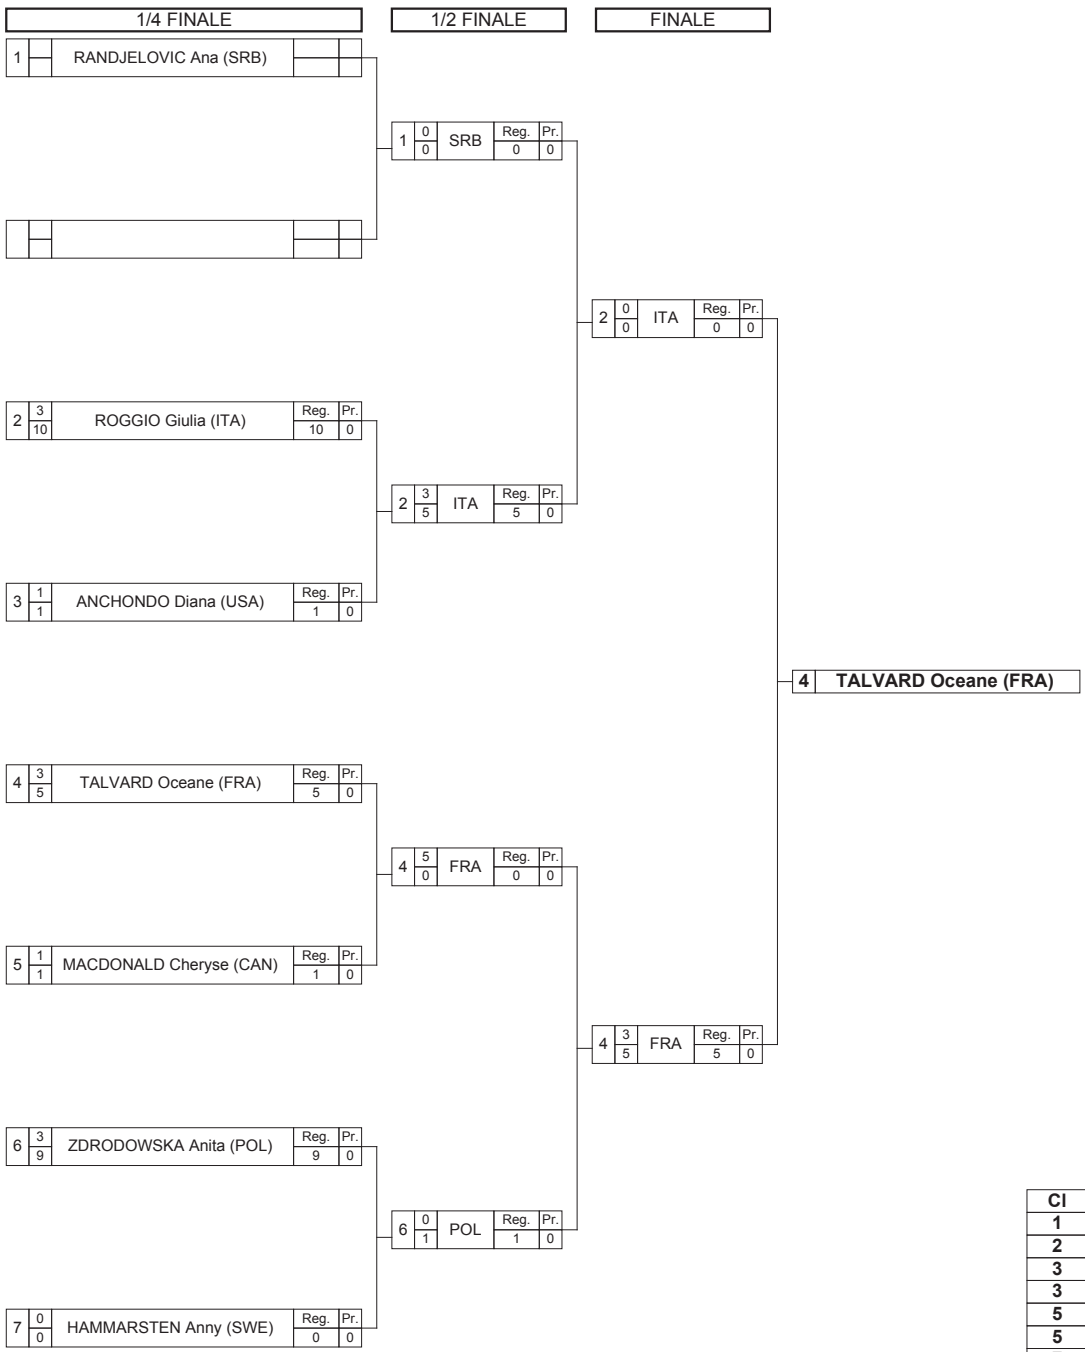 1/4 FINALE 1/2 FINALE FINALE
1 RANDJELOVIC Ana (SRB)
1 0 SRB Reg. Pr.
0 0 0
2 0 ITA Reg. Pr.
0 0 0
2 3 ROGGIO Giulia (ITA) Reg. Pr.
10 10 0
2 3 ITA Reg. Pr.
5 5 0
3 1 ANCHONDO Diana (USA) Reg. Pr.
1 1 0
4 TALVARD Oceane (FRA)
4 3 TALVARD Oceane (FRA) Reg. Pr.
5 5 0
4 5 FRA Reg. Pr.
0 0 0
5 1 MACDONALD Cheryse (CAN) Reg. Pr.
1 1 0
4 3 FRA Reg. Pr.
5 5 0
6 3 ZDRODOWSKA Anita (POL) Reg. Pr.
9 9 0
6 0 POL Reg. Pr.
1 1 0
7 0 HAMMARSTEN Anny (SWE) Reg. Pr.
0 0 0
Cl
1
2
3
3
5
5